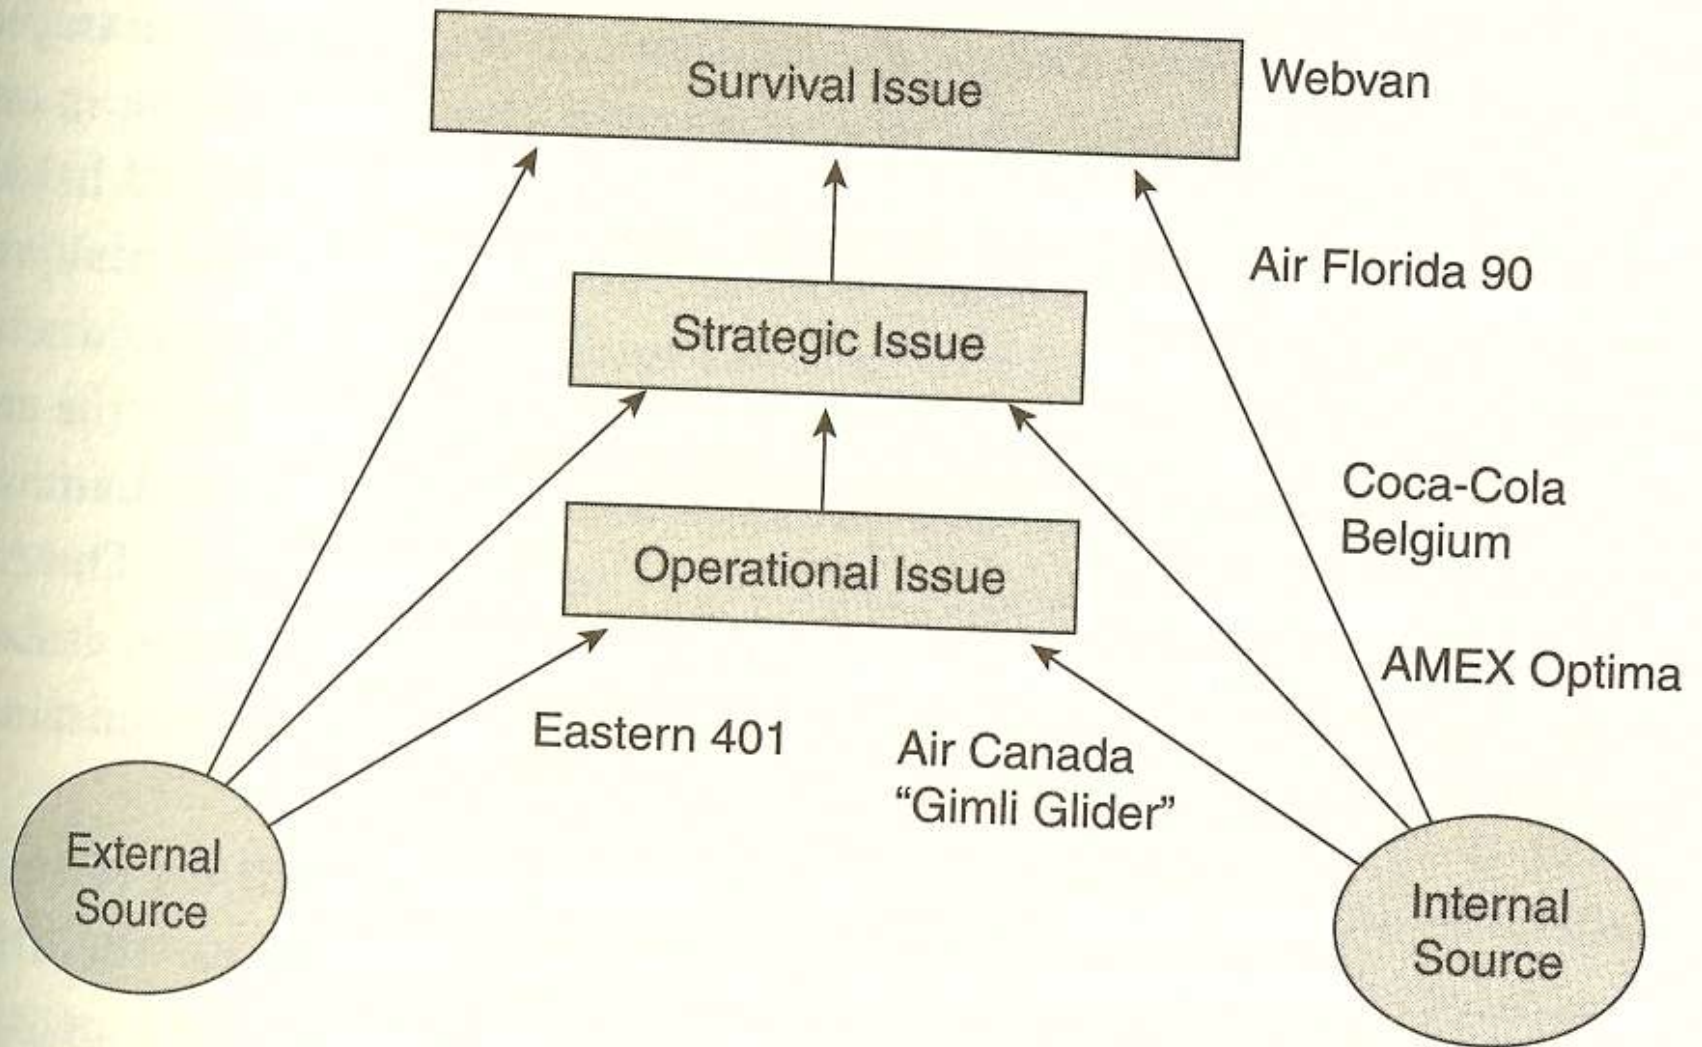 Survival Issue
Webvan
Air Florida 90
Strategic Issue
Coca-Cola
Belgium
Operational Issue
AMEX Optima
Eastern 401
Air Canada
“Gimli Glider”
External
Source
Internal
Source